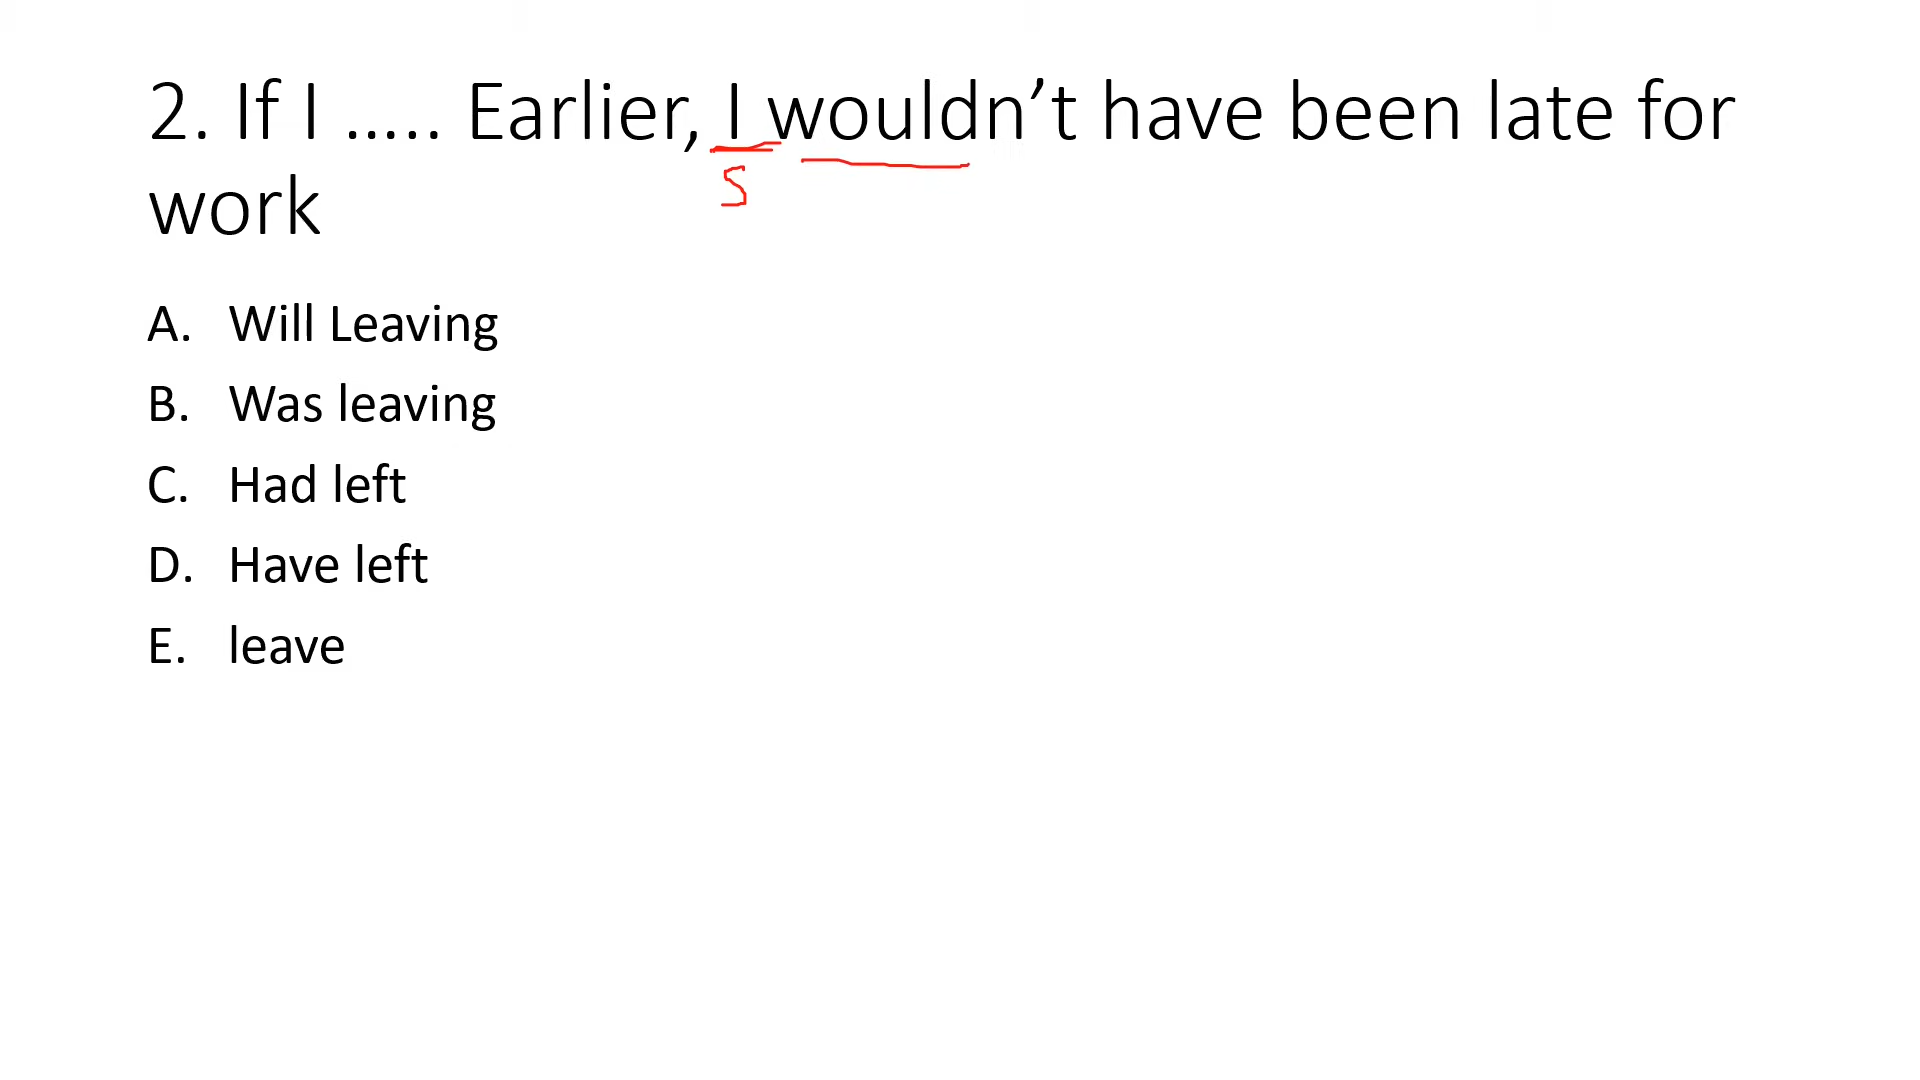 2. If I ..... Earlier, I wouldn’t have been late for
S
work
A. Will Leaving
B. Was leaving
C. Had left
D. Have left
E. leave